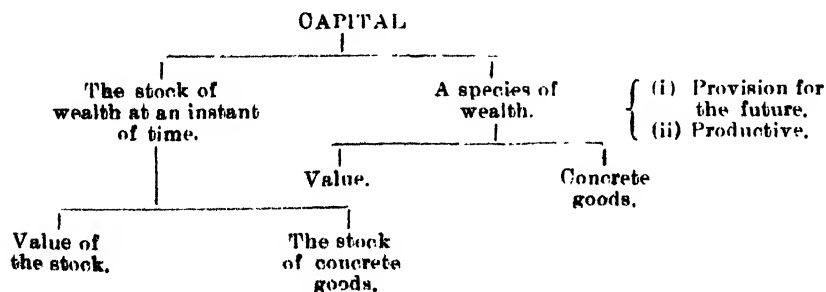 CAPITAL
The stock of
wealth at an instant
of time.
A species of
wealth.
(i) Provision for
the future.
(ii) Productive.
Value.
Concrete
goods.
Value of
the stock.
The stock
of concrete
goods.